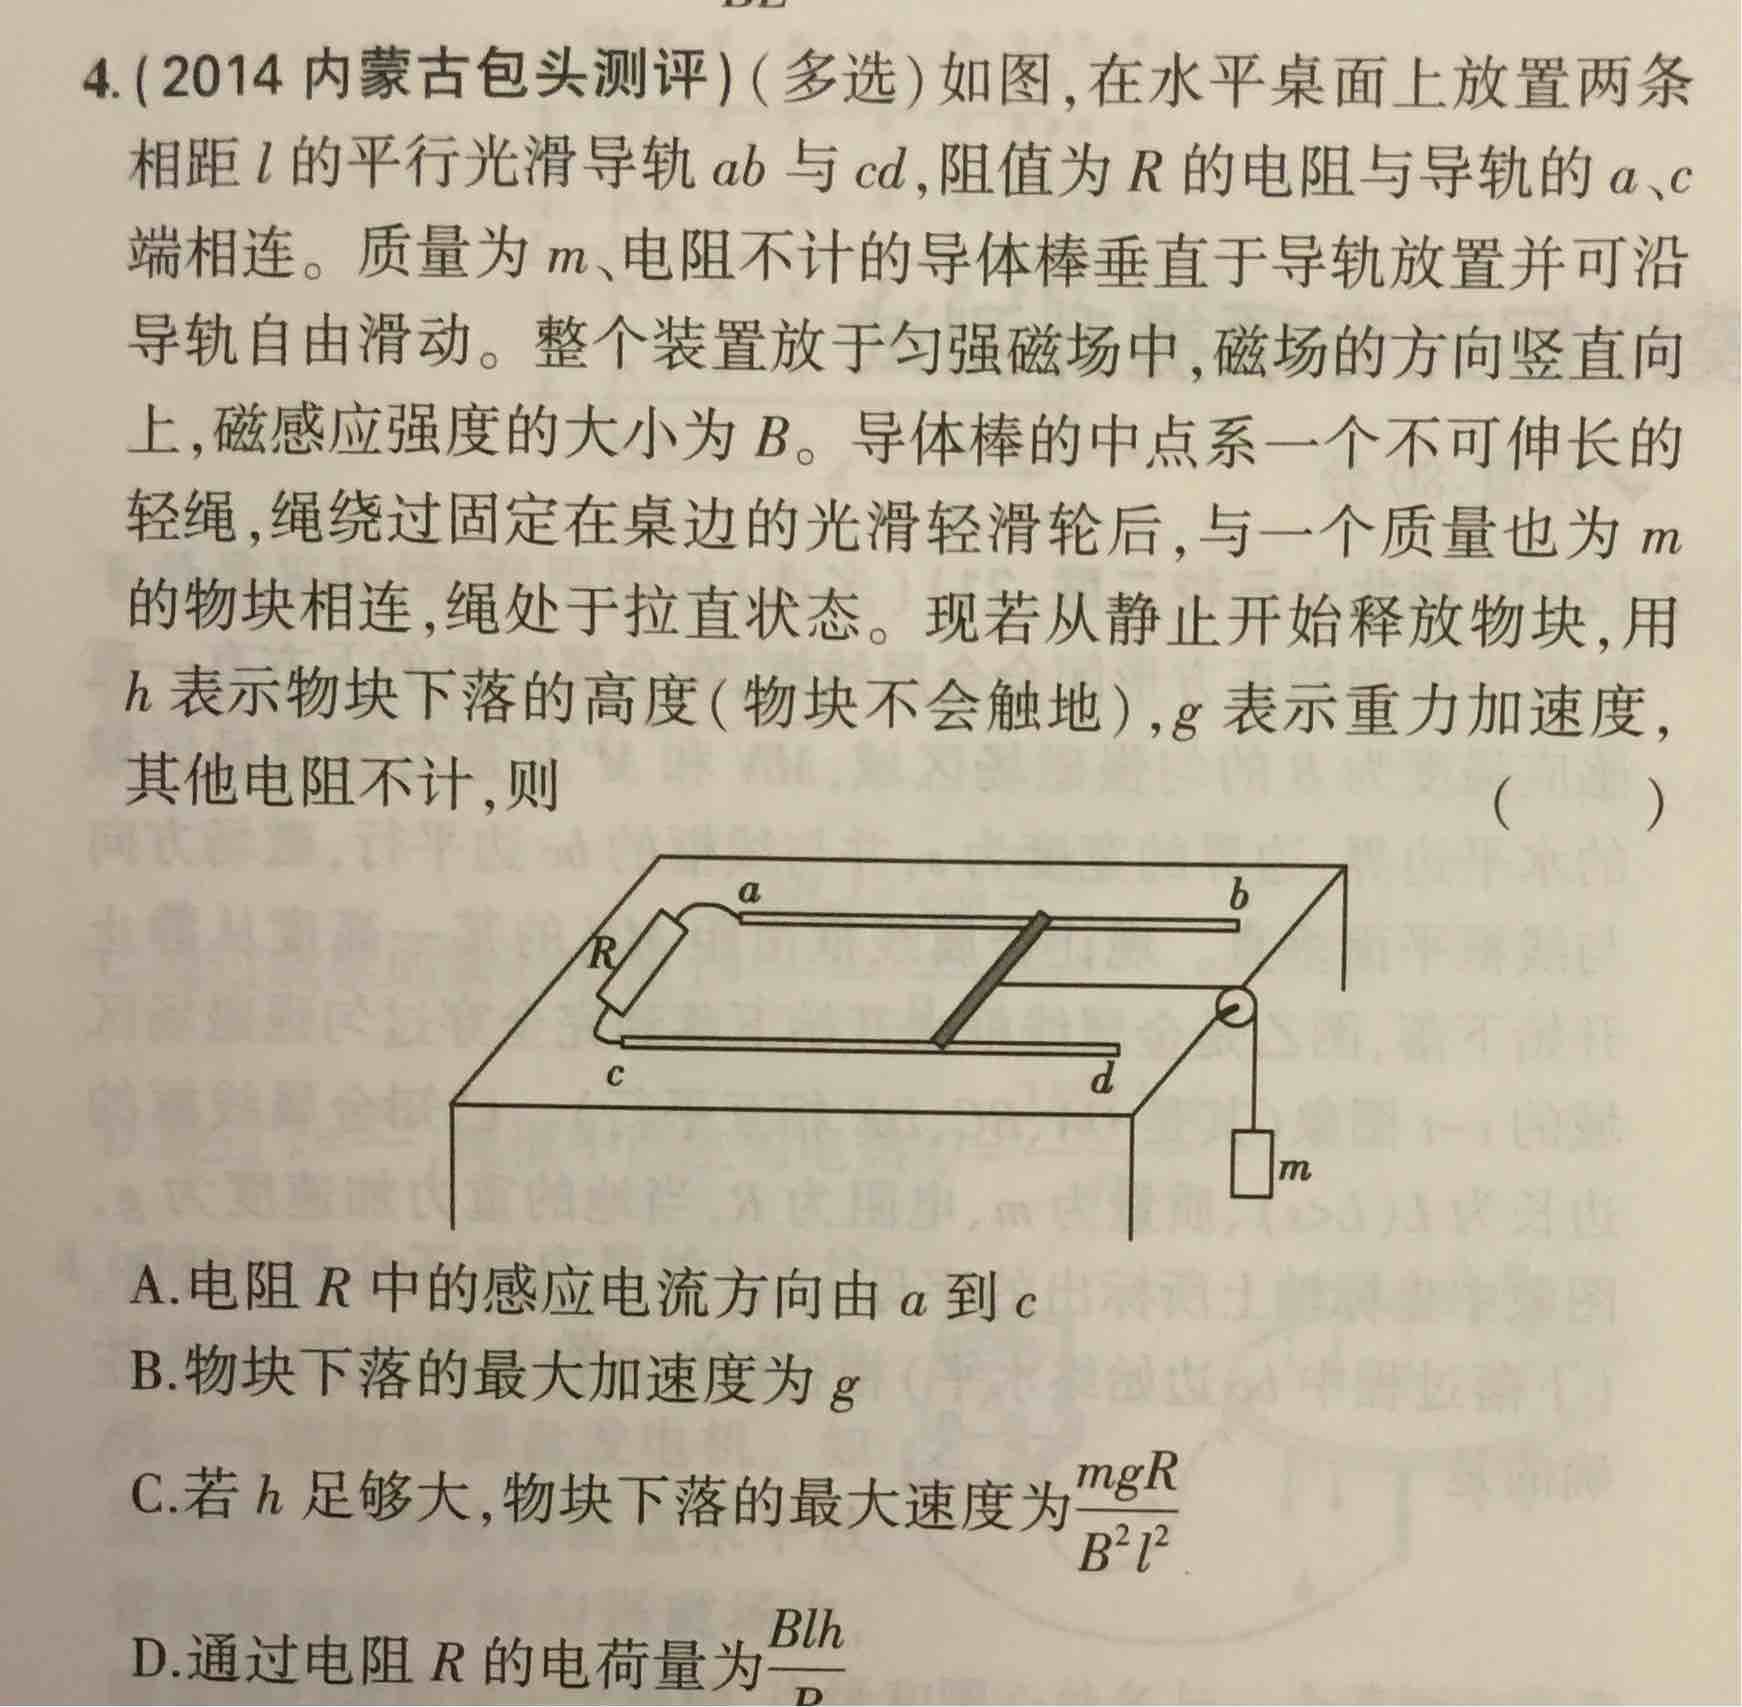 4.(2014 内蒙古包头测评)(多选)如图,在水平桌面上放置两条
相距 l 的平行光滑导轨 ab 与 cd,阻值为 R 的电阻与导轨的 a、c
端相连。质量为 m、电阻不计的导体棒垂直于导轨放置并可沿
导轨自由滑动。整个装置放于匀强磁场中,磁场的方向竖直向
上,磁感应强度的大小为 B。导体棒的中点系一个不可伸长的
轻绳,绳绕过固定在桌边的光滑轻滑轮后,与一个质量也为 m
的物块相连,绳处于拉直状态。现若从静止开始释放物块,用
h 表示物块下落的高度(物块不会触地),g 表示重力加速度,
其他电阻不计,则 ( )
a
b
R
c
d
m
A.电阻 R 中的感应电流方向由 a 到 c
B.物块下落的最大加速度为 g
C.若 h 足够大,物块下落的最大速度为 mgR/B²l²
D.通过电阻 R 的电荷量为 Blh/R